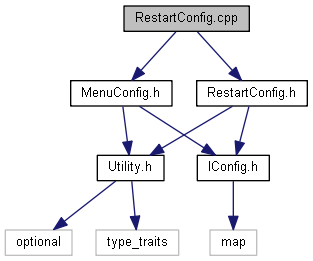 RestartConfig.cpp
MenuConfig.h
RestartConfig.h
Utility.h
IConfig.h
optional
type_traits
map